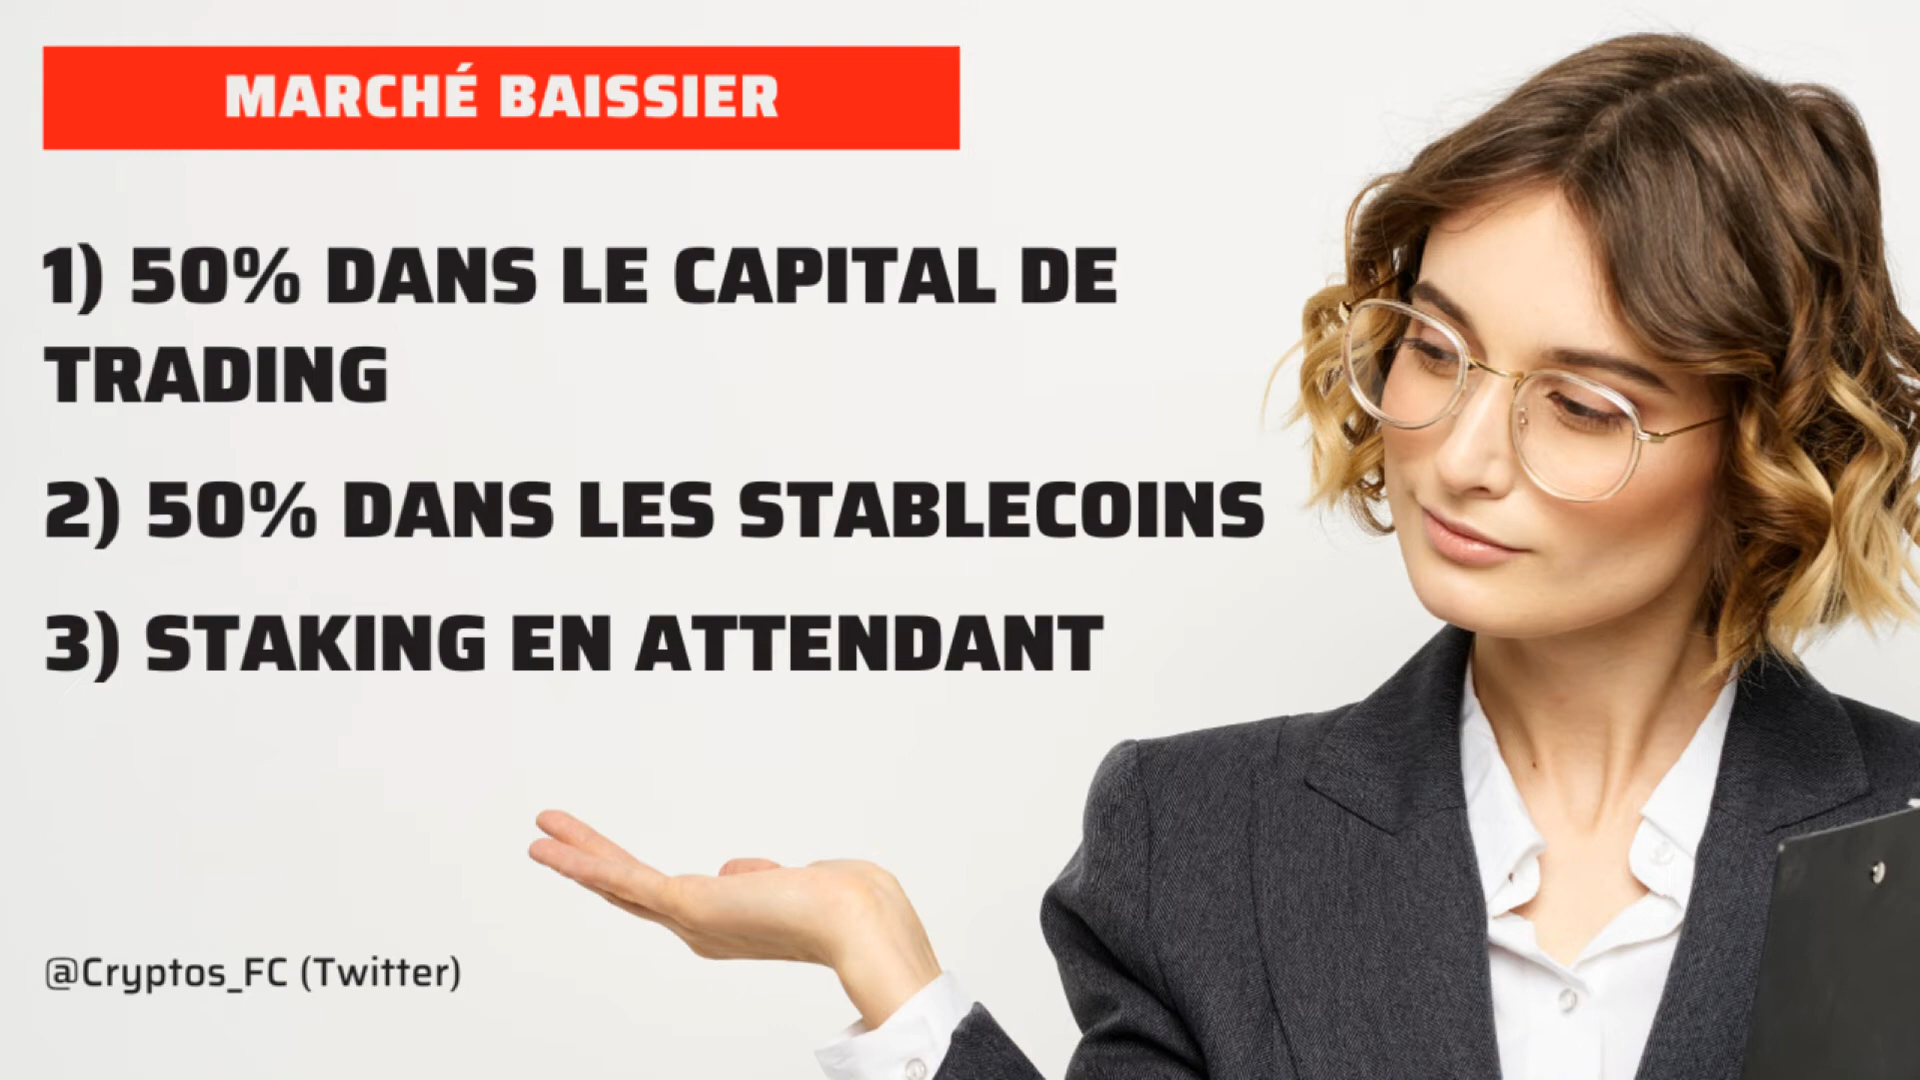 MARCHÉ BAISSIER
1) 50% DANS LE CAPITAL DE
TRADING
2) 50% DANS LES STABLECOINS
3) STAKING EN ATTENDANT
@Cryptos_FC (Twitter)